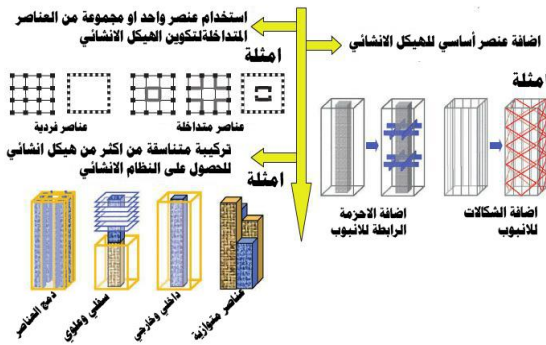 استخدام عنصر واحد او مجموعة من العناصر
المتداخلة لتكوين الهيكل الانشائي
امثلة
عناصر متداخلة
عناصر فردية
اضافة عنصر أساسي للهيكل الانشائي
امثلة
اضافة الاحزمة
الرابطة للانبوب
اضافة الشكالات
للانبوب
تركيبة متناسقة من اكثر من هيكل انشائي
للحصول على النظام الانشائي
امثلة
عناصر متوازية
داخلي وخارجي
سفلي وعلوي
دمج العناصر